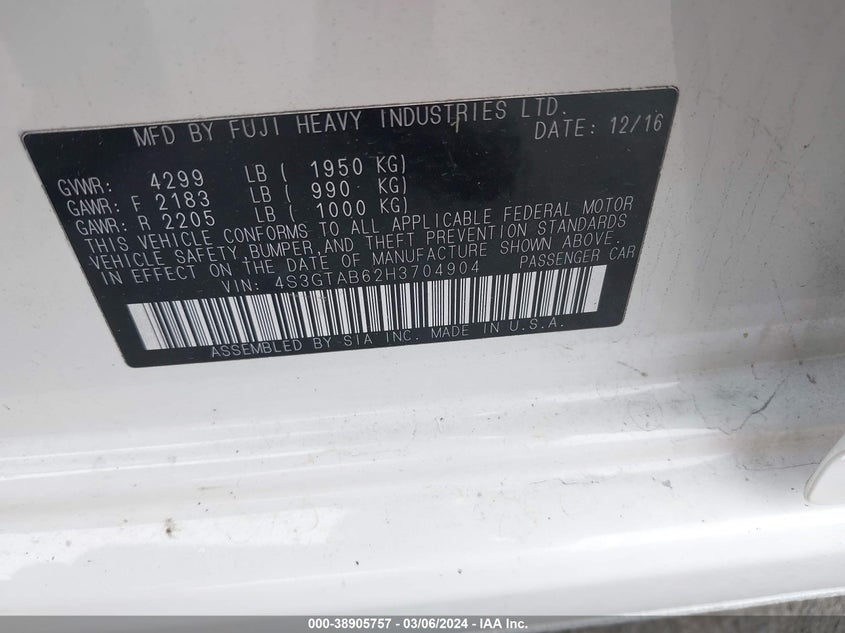 MFD BY FUJI HEAVY INDUSTRIES LTD.
DATE: 12/16
GVWR: 4299 LB ( 1950 KG)
GAWR: F 2183 LB ( 990 KG)
GAWR: R 2205 LB ( 1000 KG)
THIS VEHICLE CONFORMS TO ALL APPLICABLE FEDERAL MOTOR
VEHICLE SAFETY,BUMPER,AND THEFT PREVENTION STANDARDS
IN EFFECT ON THE DATE OF MANUFACTURE SHOWN ABOVE.
VIN: 4S3GTAB62H3704904 PASSENGER CAR
ASSEMBLED BY SIA INC. MADE IN U.S.A.
000-38905757 - 03/06/2024 - IAA Inc.